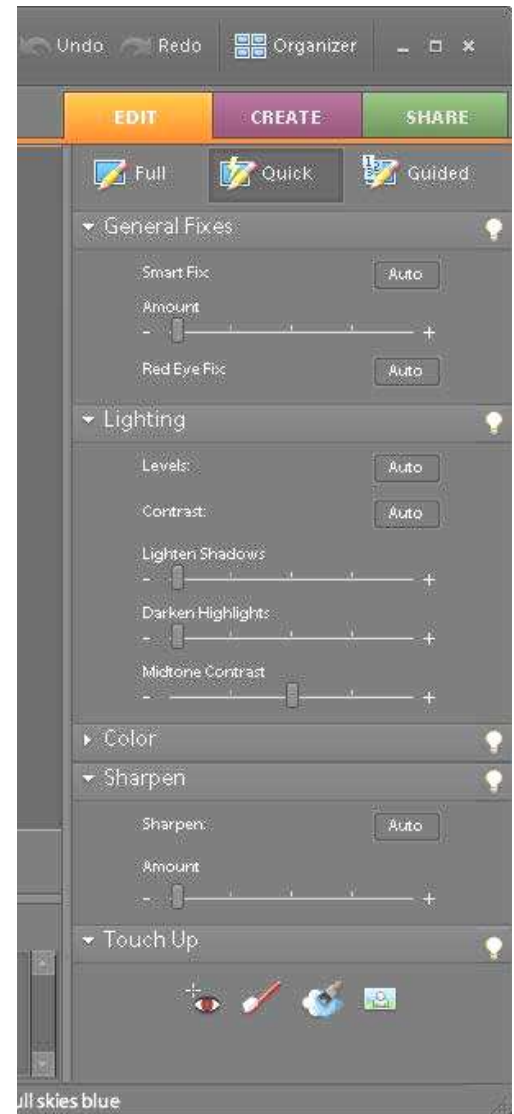 Undo Redo Organizer
EDIT CREATE SHARE
Full Quick Guided
General Fixes
Smart Fix
Auto
Amount
- +
Red Eye Fix
Auto
Lighting
Levels:
Auto
Contrast:
Auto
Lighten Shadows
- +
Darken Highlights
- +
Midtone Contrast
- +
Color
Sharpen
Sharpen:
Auto
Amount
- +
Touch Up
ull skies blue